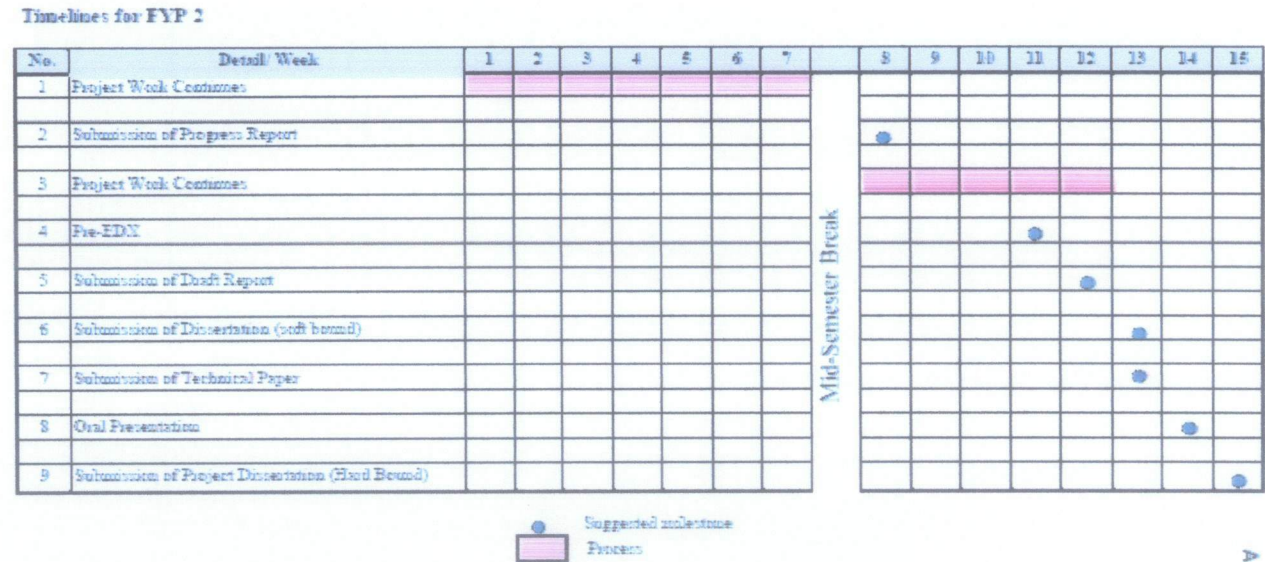 Timelines for FYP 2
No. Detail/ Week 1 2 3 4 5 6 7 8 9 10 11 12 13 14 15
1 Project Work Continues
2 Submission of Progress Report
3 Project Work Continues
4 Pre-EDX
5 Submission of Draft Report
6 Submission of Dissertation (soft bound)
7 Submission of Technical Paper
8 Oral Presentation
9 Submission of Project Dissertation (Hard Bound)
Mid-Semester Break
Suggested milestone
Process
A